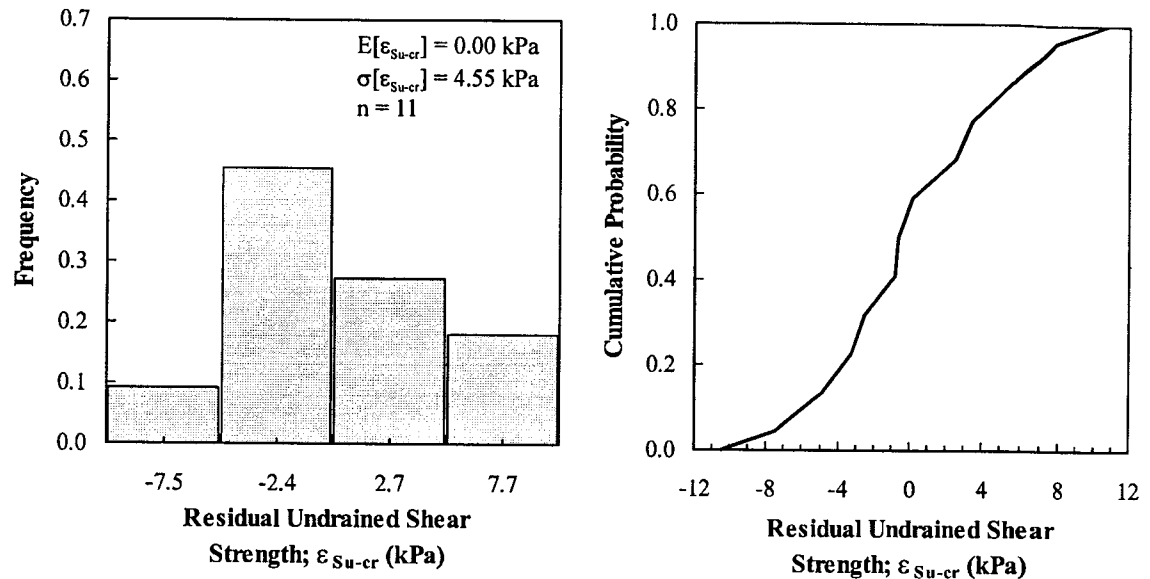 0.7
0.6
0.5
0.4
0.3
0.2
0.1
0.0
Frequency
E[εSu-cr] = 0.00 kPa
σ[εSu-cr] = 4.55 kPa
n = 11
-7.5 -2.4 2.7 7.7
Residual Undrained Shear
Strength; εSu-cr (kPa)
1.0
0.8
0.6
0.4
0.2
0.0
Cumulative Probability
-12 -8 -4 0 4 8 12
Residual Undrained Shear
Strength; εSu-cr (kPa)